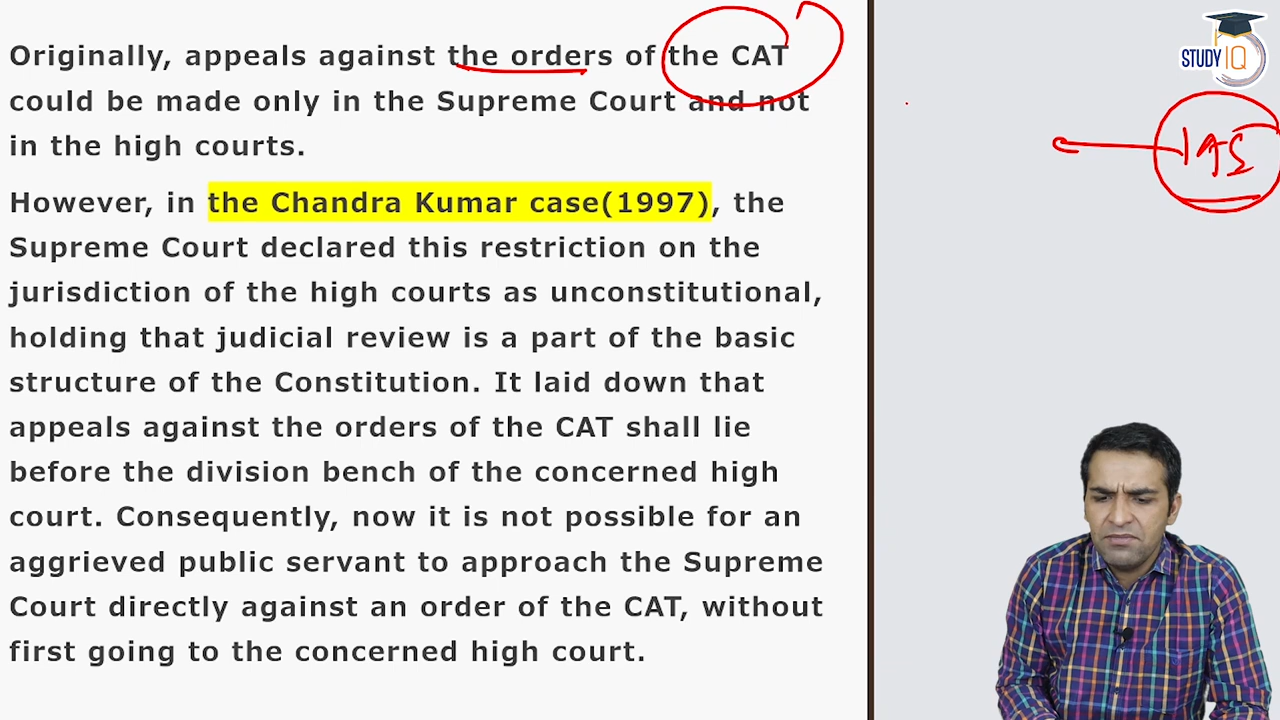 Originally, appeals against the orders of the CAT
could be made only in the Supreme Court and not
in the high courts.
However, in the Chandra Kumar case(1997), the
Supreme Court declared this restriction on the
jurisdiction of the high courts as unconstitutional,
holding that judicial review is a part of the basic
structure of the Constitution. It laid down that
appeals against the orders of the CAT shall lie
before the division bench of the concerned high
court. Consequently, now it is not possible for an
aggrieved public servant to approach the Supreme
Court directly against an order of the CAT, without
first going to the concerned high court.
STUDY IQ
IAS